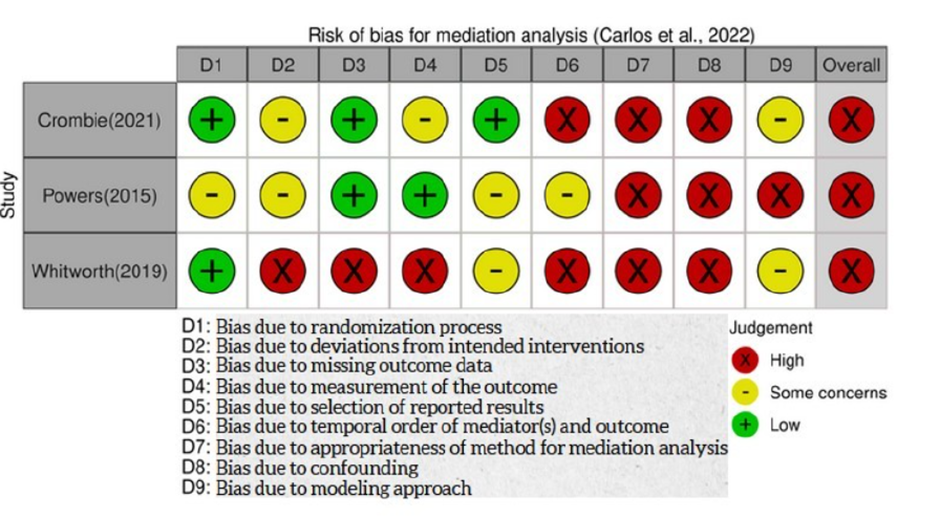 Risk of bias for mediation analysis (Carlos et al., 2022)
D1 D2 D3 D4 D5 D6 D7 D8 D9 Overall
Study
Crombie(2021) + - + - + X X X - X
Powers(2015) - - + + - - X X X X
Whitworth(2019) + X X X - X X X - X
D1: Bias due to randomization process
D2: Bias due to deviations from intended interventions
D3: Bias due to missing outcome data
D4: Bias due to measurement of the outcome
D5: Bias due to selection of reported results
D6: Bias due to temporal order of mediator(s) and outcome
D7: Bias due to appropriateness of method for mediation analysis
D8: Bias due to confounding
D9: Bias due to modeling approach
Judgement
X High
- Some concerns
+ Low